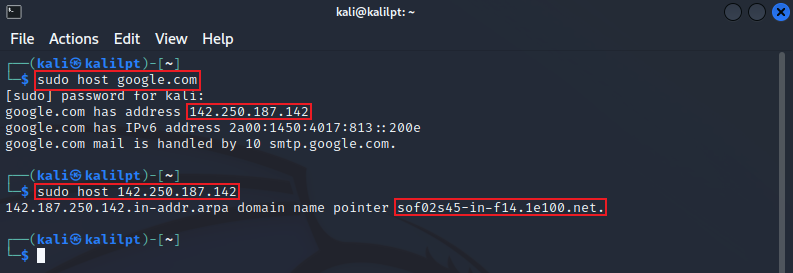 kali@kalilpt: ~
File Actions Edit View Help
┌──(kali㉿kalilpt)-[~]
└─$ sudo host google.com
[sudo] password for kali:
google.com has address 142.250.187.142
google.com has IPv6 address 2a00:1450:4017:813::200e
google.com mail is handled by 10 smtp.google.com.
┌──(kali㉿kalilpt)-[~]
└─$ sudo host 142.250.187.142
142.187.250.142.in-addr.arpa domain name pointer sof02s45-in-f14.1e100.net.
┌──(kali㉿kalilpt)-[~]
└─$